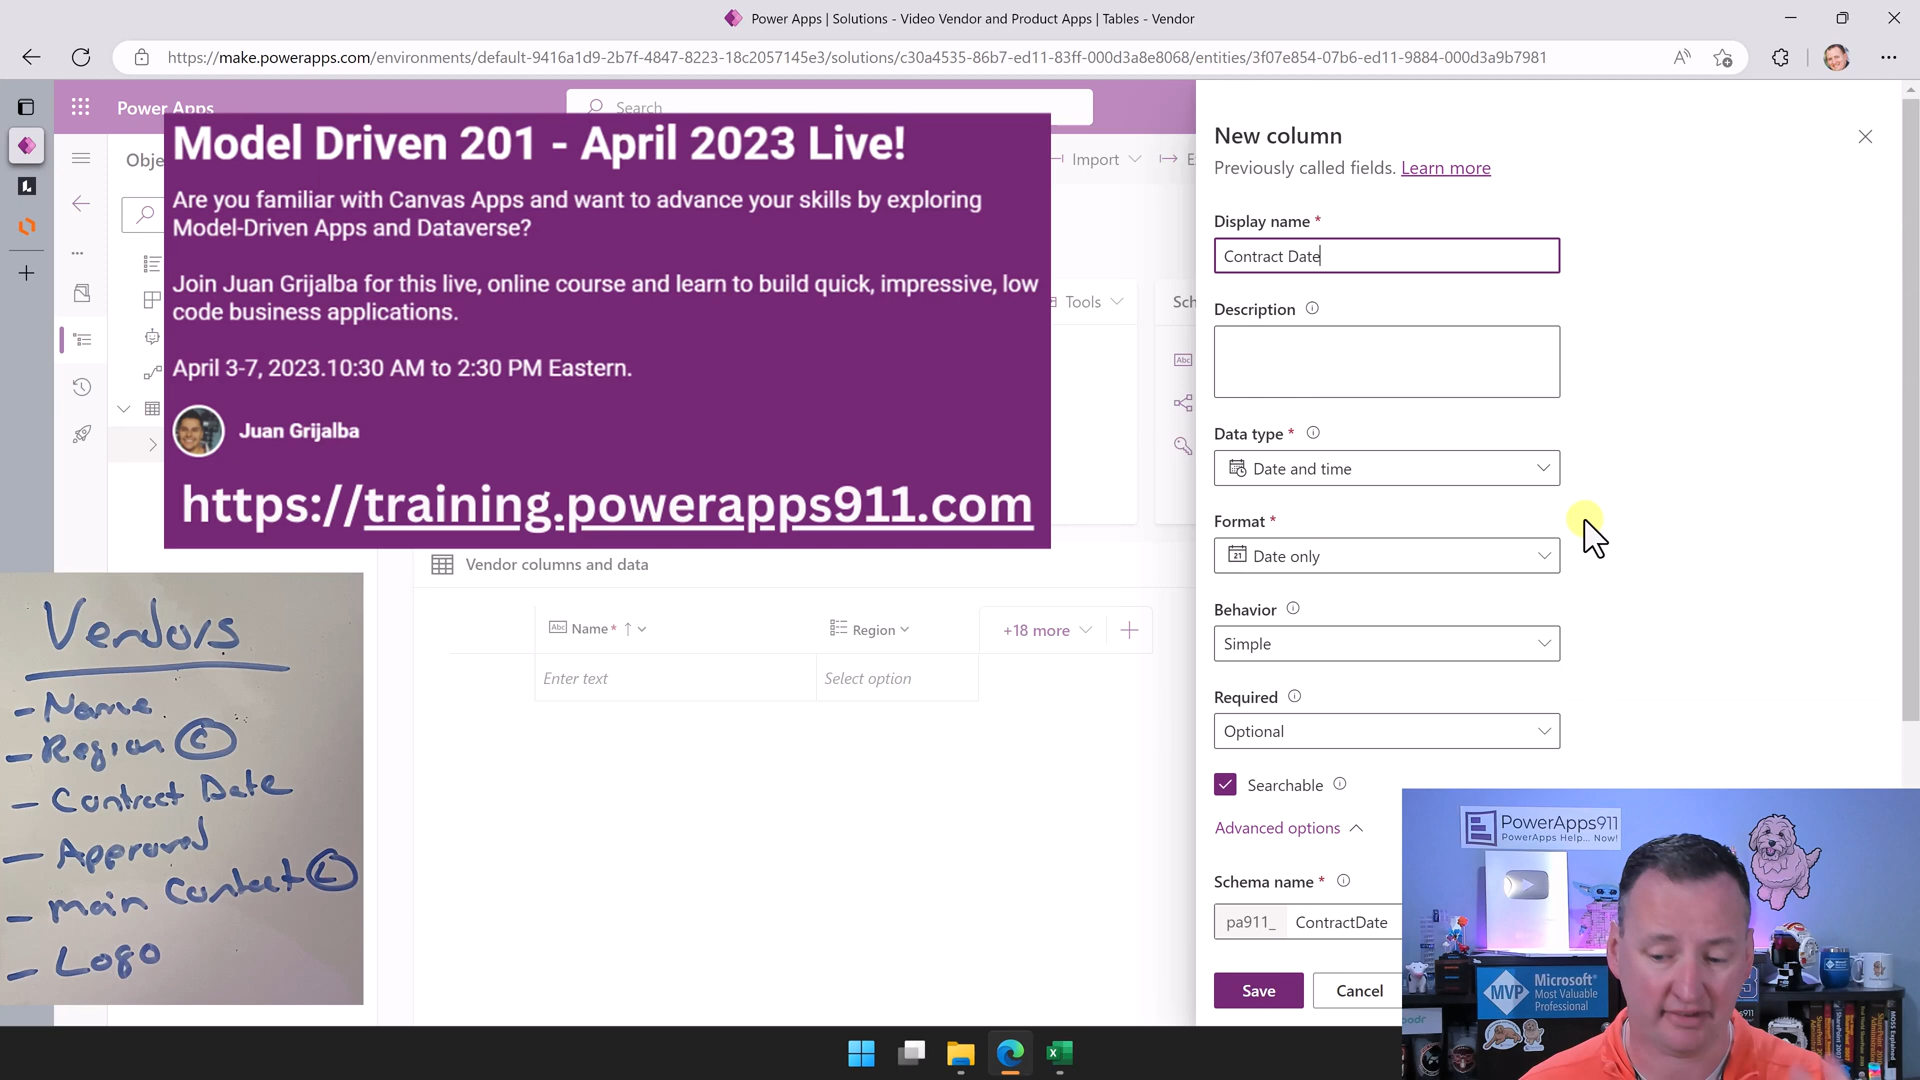 Power Apps | Solutions - Video Vendor and Product Apps | Tables - Vendor
https://make.powerapps.com/environments/default-9416a1d9-2b7f-4847-8223-18c2057145e3/solutions/c30a4535-86b7-ed11-83ff-000d3a8e8068/entities/3f07e854-07b6-ed11-9884-000d3a9b7981
Power Apps
Search
Obje
Import
E
Model Driven 201 - April 2023 Live!
Are you familiar with Canvas Apps and want to advance your skills by exploring
Model-Driven Apps and Dataverse?
Join Juan Grijalba for this live, online course and learn to build quick, impressive, low
code business applications.
April 3-7, 2023.10:30 AM to 2:30 PM Eastern.
Juan Grijalba
https://training.powerapps911.com
Tools
Sch
Abc
Vendor columns and data
Abc Name *
Region
+18 more
Enter text
Select option
Vendors
- Name
- Region C
- Contract Date
- Approved
- Main Contact L
- Logo
New column
Previously called fields. Learn more
Display name *
Contract Date
Description
Data type *
Date and time
Format *
21 Date only
Behavior
Simple
Required
Optional
Searchable
Advanced options
Schema name *
pa911_ ContractDate
Save
Cancel
PowerApps911
PowerApps Help... Now!
MVP
Microsoft®
Most Valuable
Professional